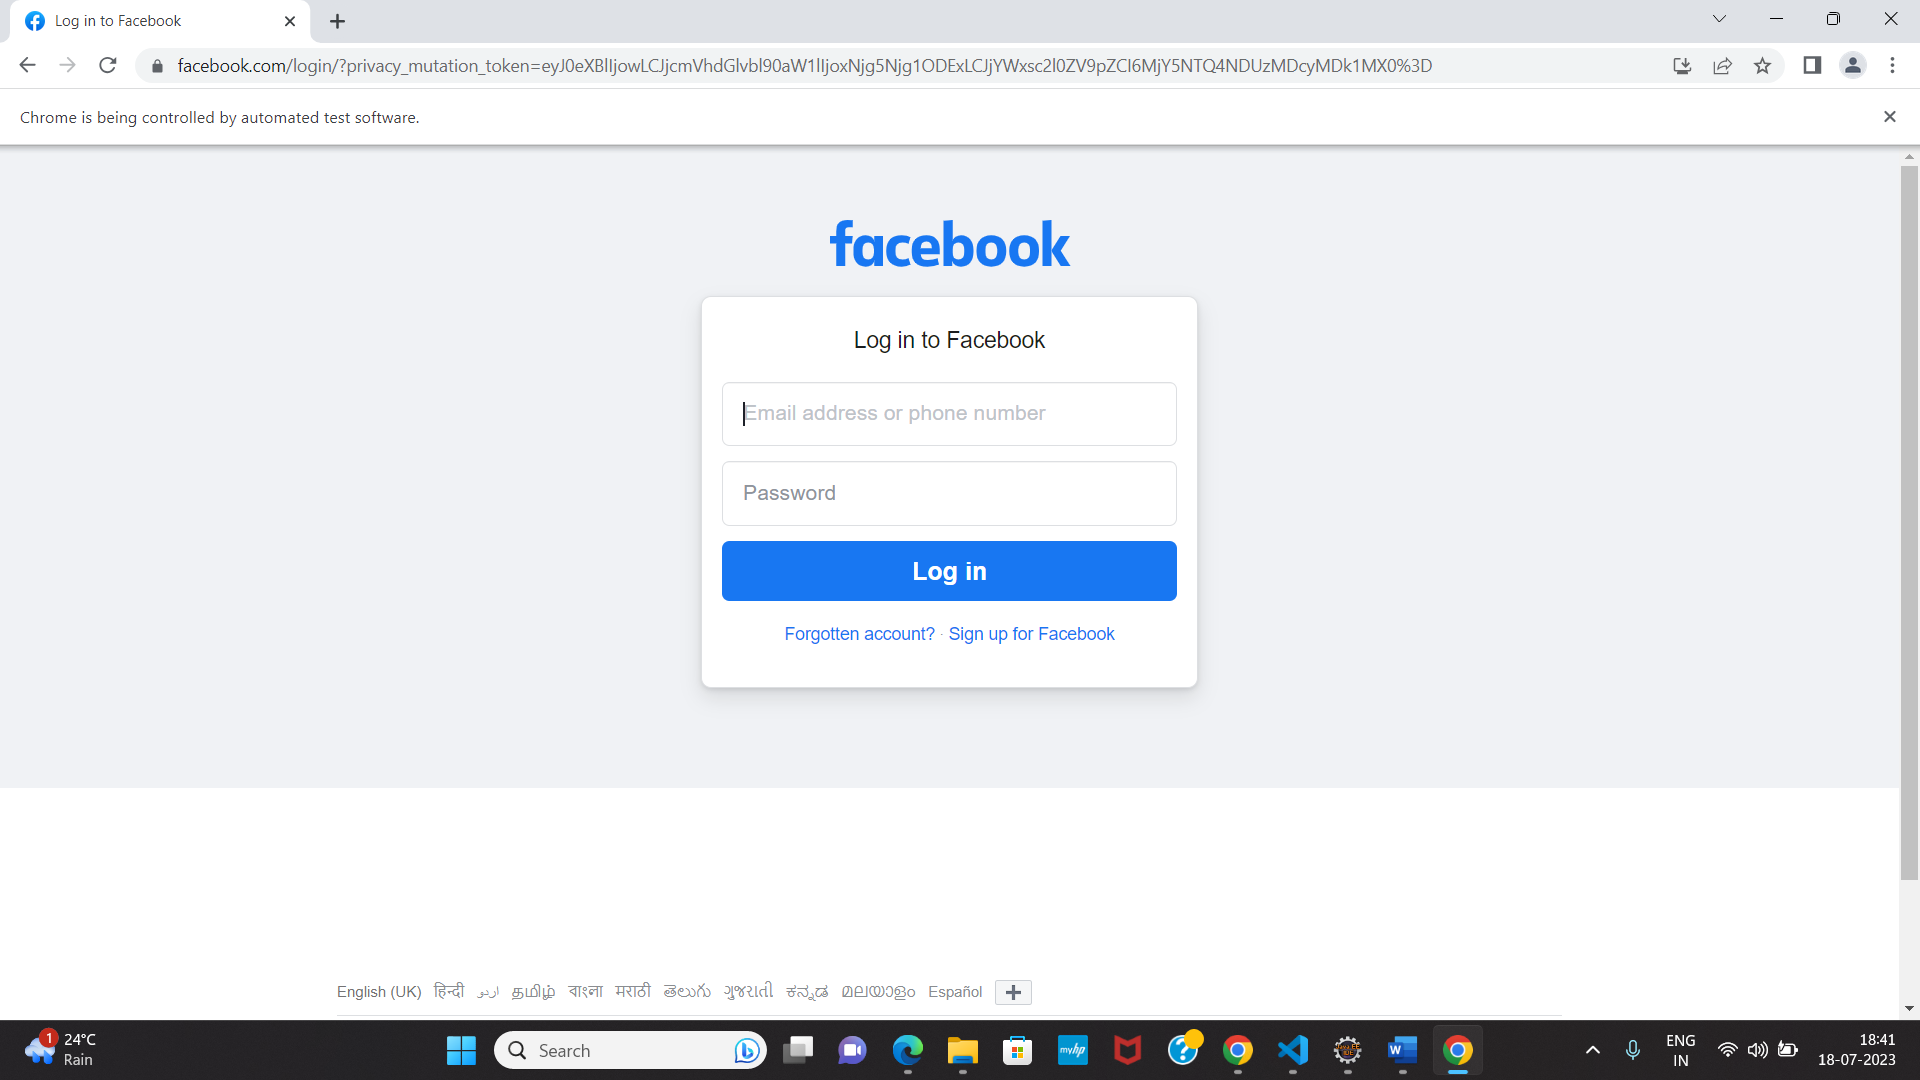 Log in to Facebook
facebook.com/login/?privacy_mutation_token=eyJ0eXBlIjowLCJjcmVhdGlvbl90aW1lIjoxNjg5Njg1ODExLCJjYWxsc2l0ZV9pZCI6MjY5NTQ4NDUzMDcyMDk1MX0%3D
Chrome is being controlled by automated test software.
facebook
Log in to Facebook
Email address or phone number
Password
Log in
Forgotten account? · Sign up for Facebook
English (UK) हिन्दी اردو தமிழ் বাংলা मराठी తెలుగు ગુજરાતી ಕನ್ನಡ മലയാളം Español
1 24°C
Rain
Search
myhp
W
ENG
IN
18:41
18-07-2023